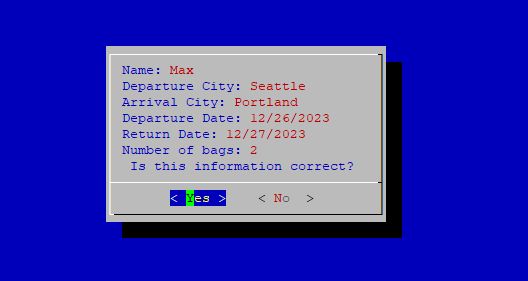 Name: Max
Departure City: Seattle
Arrival City: Portland
Departure Date: 12/26/2023
Return Date: 12/27/2023
Number of bags: 2
Is this information correct?
< Yes > < No >